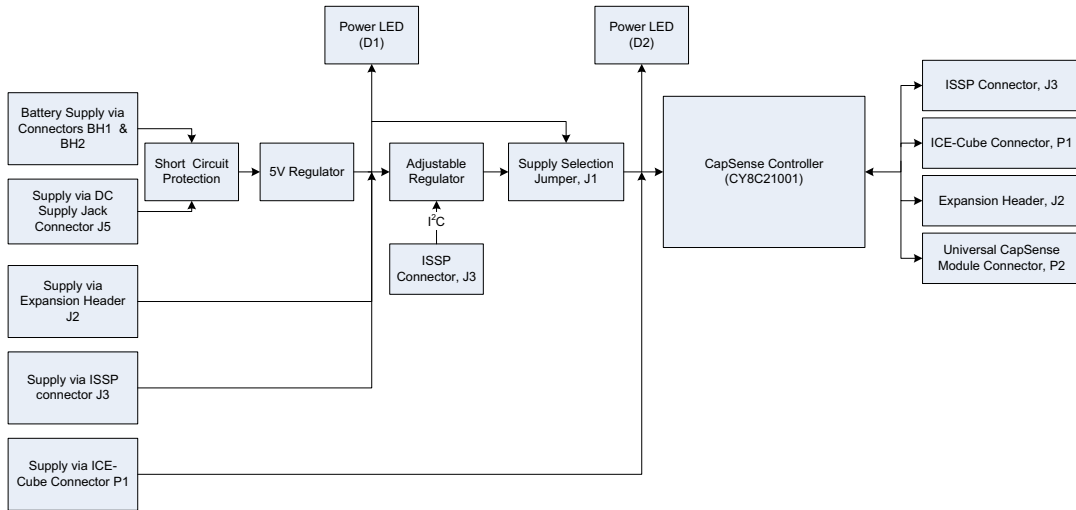 Power LED
(D1)
Power LED
(D2)
Battery Supply via
Connectors BH1 &
BH2
Short Circuit
Protection
5V Regulator
Adjustable
Regulator
Supply Selection
Jumper, J1
CapSense Controller
(CY8C21001)
ISSP Connector, J3
ICE-Cube Connector, P1
Expansion Header, J2
Universal CapSense
Module Connector, P2
Supply via DC
Supply Jack
Connector J5
I²C
ISSP
Connector, J3
Supply via
Expansion Header
J2
Supply via ISSP
connector J3
Supply via ICE-
Cube Connector P1